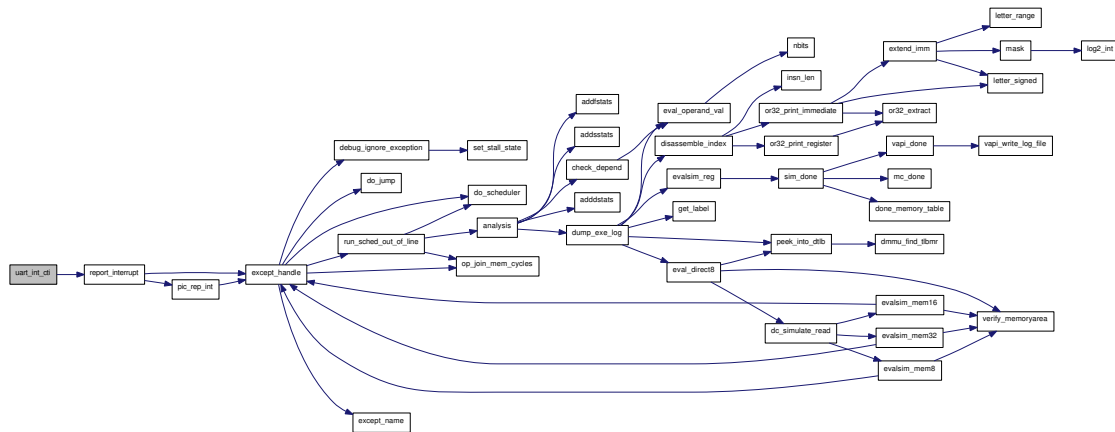 uart_int_cti
report_interrupt
pic_rep_int
except_handle
debug_ignore_exception
set_stall_state
do_jump
do_scheduler
run_sched_out_of_line
op_join_mem_cycles
except_name
analysis
addfstats
addsstats
check_depend
adddstats
dump_exe_log
eval_operand_val
nbits
disassemble_index
insn_len
or32_print_immediate
or32_print_register
extend_imm
letter_range
mask
log2_int
letter_signed
or32_extract
evalsim_reg
sim_done
vapi_done
vapi_write_log_file
mc_done
done_memory_table
get_label
peek_into_dtlb
dmmu_find_tlbmr
eval_direct8
dc_simulate_read
evalsim_mem16
evalsim_mem32
evalsim_mem8
verify_memoryarea